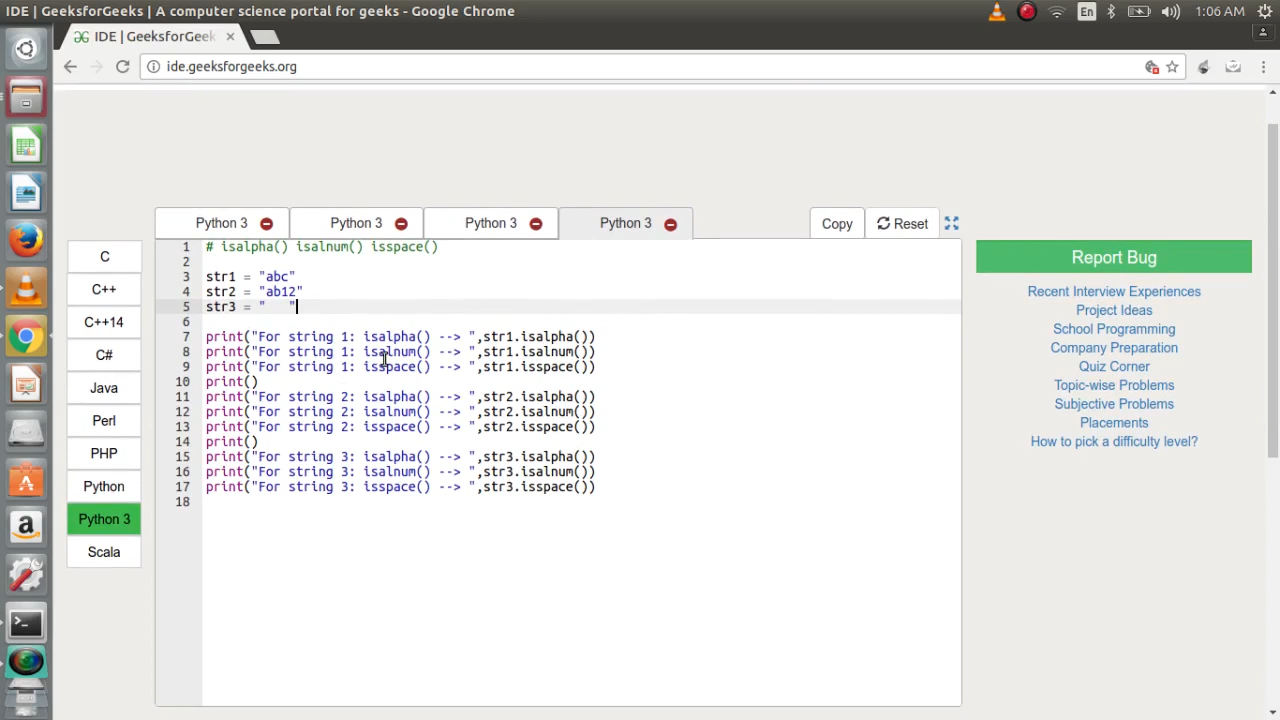 IDE | GeeksforGeeks | A computer science portal for geeks - Google Chrome
En
1:06 AM
IDE | GeeksforGeek
ide.geeksforgeeks.org
Python 3
Python 3
Python 3
Python 3
Copy
Reset
C
C++
C++14
C#
Java
Perl
PHP
Python
Python 3
Scala
1 # isalpha() isalnum() isspace()
2
3 str1 = "abc"
4 str2 = "ab12"
5 str3 = "   "
6
7 print("For string 1: isalpha() --> ",str1.isalpha())
8 print("For string 1: isalnum() --> ",str1.isalnum())
9 print("For string 1: isspace() --> ",str1.isspace())
10 print()
11 print("For string 2: isalpha() --> ",str2.isalpha())
12 print("For string 2: isalnum() --> ",str2.isalnum())
13 print("For string 2: isspace() --> ",str2.isspace())
14 print()
15 print("For string 3: isalpha() --> ",str3.isalpha())
16 print("For string 3: isalnum() --> ",str3.isalnum())
17 print("For string 3: isspace() --> ",str3.isspace())
18
Report Bug
Recent Interview Experiences
Project Ideas
School Programming
Company Preparation
Quiz Corner
Topic-wise Problems
Subjective Problems
Placements
How to pick a difficulty level?